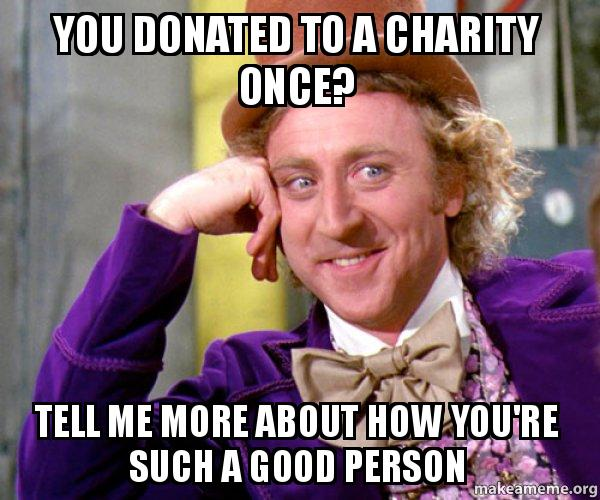 YOU DONATED TO A CHARITY
ONCE?
TELL ME MORE ABOUT HOW YOU'RE
SUCH A GOOD PERSON
makeameme.org